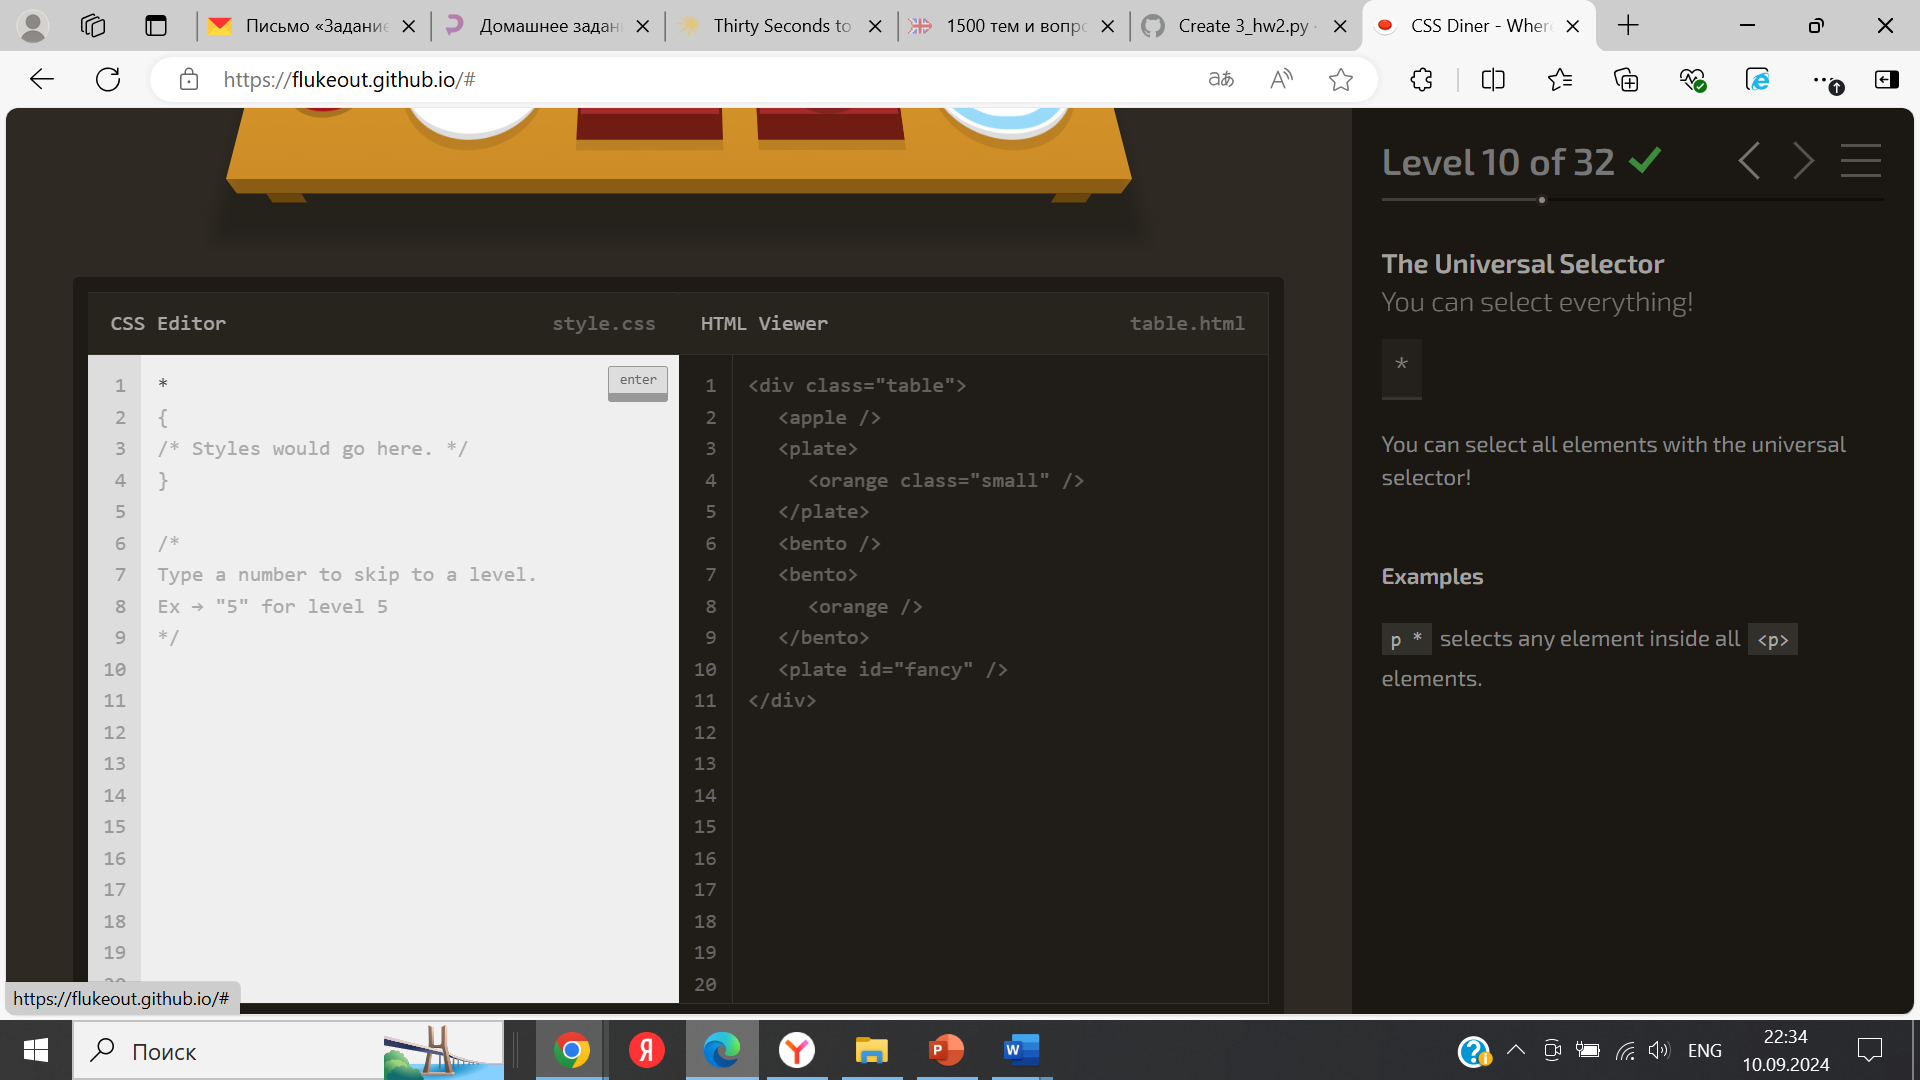 Письмо «Задание
Домашнее задани
Thirty Seconds to
1500 тем и вопро
Create 3_hw2.py ·
CSS Diner - Where
https://flukeout.github.io/#
Level 10 of 32
The Universal Selector
You can select everything!
*
You can select all elements with the universal
selector!
Examples
p * selects any element inside all <p>
elements.
CSS Editor
style.css
HTML Viewer
table.html
enter
1 *
2 {
3 /* Styles would go here. */
4 }
5
6 /*
7 Type a number to skip to a level.
8 Ex → "5" for level 5
9 */
10
11
12
13
14
15
16
17
18
19
1 <div class="table">
2 <apple />
3 <plate>
4 <orange class="small" />
5 </plate>
6 <bento />
7 <bento>
8 <orange />
9 </bento>
10 <plate id="fancy" />
11 </div>
12
13
14
15
16
17
18
19
20
https://flukeout.github.io/#
Поиск
ENG
22:34
10.09.2024